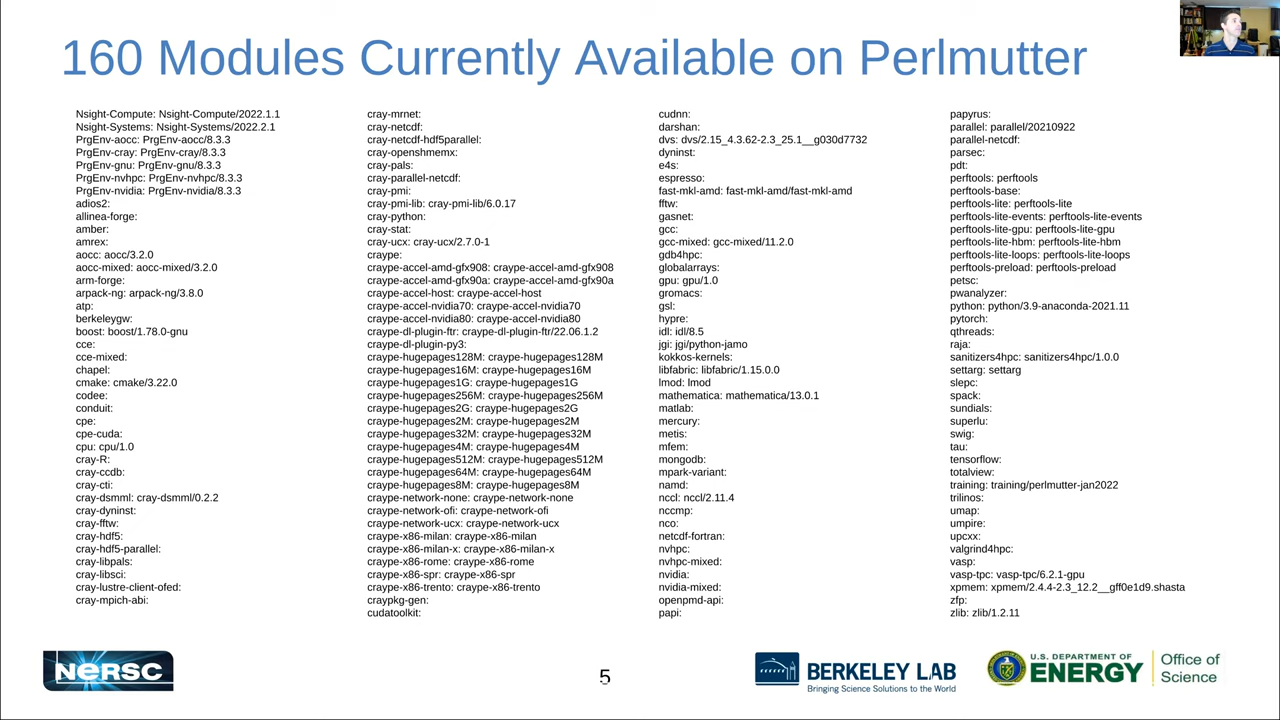 160 Modules Currently Available on Perlmutter
Nsight-Compute: Nsight-Compute/2022.1.1
Nsight-Systems: Nsight-Systems/2022.2.1
PrgEnv-aocc: PrgEnv-aocc/8.3.3
PrgEnv-cray: PrgEnv-cray/8.3.3
PrgEnv-gnu: PrgEnv-gnu/8.3.3
PrgEnv-nvhpc: PrgEnv-nvhpc/8.3.3
PrgEnv-nvidia: PrgEnv-nvidia/8.3.3
adios2:
allinea-forge:
amber:
amrex:
aocc: aocc/3.2.0
aocc-mixed: aocc-mixed/3.2.0
arm-forge:
arpack-ng: arpack-ng/3.8.0
atp:
berkeleygw:
boost: boost/1.78.0-gnu
cce:
cce-mixed:
chapel:
cmake: cmake/3.22.0
codee:
conduit:
cpe:
cpe-cuda:
cpu: cpu/1.0
cray-R:
cray-ccdb:
cray-cti:
cray-dsmml: cray-dsmml/0.2.2
cray-dyninst:
cray-fftw:
cray-hdf5:
cray-hdf5-parallel:
cray-libpals:
cray-libsci:
cray-lustre-client-ofed:
cray-mpich-abi:
cray-mrnet:
cray-netcdf:
cray-netcdf-hdf5parallel:
cray-openshmemx:
cray-pals:
cray-parallel-netcdf:
cray-pmi:
cray-pmi-lib: cray-pmi-lib/6.0.17
cray-python:
cray-stat:
cray-ucx: cray-ucx/2.7.0-1
craype:
craype-accel-amd-gfx908: craype-accel-amd-gfx908
craype-accel-amd-gfx90a: craype-accel-amd-gfx90a
craype-accel-host: craype-accel-host
craype-accel-nvidia70: craype-accel-nvidia70
craype-accel-nvidia80: craype-accel-nvidia80
craype-dl-plugin-ftr: craype-dl-plugin-ftr/22.06.1.2
craype-dl-plugin-py3:
craype-hugepages128M: craype-hugepages128M
craype-hugepages16M: craype-hugepages16M
craype-hugepages1G: craype-hugepages1G
craype-hugepages256M: craype-hugepages256M
craype-hugepages2G: craype-hugepages2G
craype-hugepages2M: craype-hugepages2M
craype-hugepages32M: craype-hugepages32M
craype-hugepages4M: craype-hugepages4M
craype-hugepages512M: craype-hugepages512M
craype-hugepages64M: craype-hugepages64M
craype-hugepages8M: craype-hugepages8M
craype-network-none: craype-network-none
craype-network-ofi: craype-network-ofi
craype-network-ucx: craype-network-ucx
craype-x86-milan: craype-x86-milan
craype-x86-milan-x: craype-x86-milan-x
craype-x86-rome: craype-x86-rome
craype-x86-spr: craype-x86-spr
craype-x86-trento: craype-x86-trento
craypkg-gen:
cudatoolkit:
cudnn:
darshan:
dvs: dvs/2.15_4.3.62-2.3_25.1__g030d7732
dyninst:
e4s:
espresso:
fast-mkl-amd: fast-mkl-amd/fast-mkl-amd
fftw:
gasnet:
gcc:
gcc-mixed: gcc-mixed/11.2.0
gdb4hpc:
globalarrays:
gpu: gpu/1.0
gromacs:
gsl:
hypre:
idl: idl/8.5
jgi: jgi/python-jamo
kokkos-kernels:
libfabric: libfabric/1.15.0.0
lmod: lmod
mathematica: mathematica/13.0.1
matlab:
mercury:
metis:
mfem:
mongodb:
mpark-variant:
namd:
nccl: nccl/2.11.4
nccmp:
nco:
netcdf-fortran:
nvhpc:
nvhpc-mixed:
nvidia:
nvidia-mixed:
openpmd-api:
papi:
papyrus:
parallel: parallel/20210922
parallel-netcdf:
parsec:
pdt:
perftools: perftools
perftools-base:
perftools-lite: perftools-lite
perftools-lite-events: perftools-lite-events
perftools-lite-gpu: perftools-lite-gpu
perftools-lite-hbm: perftools-lite-hbm
perftools-lite-loops: perftools-lite-loops
perftools-preload: perftools-preload
petsc:
pwanalyzer:
python: python/3.9-anaconda-2021.11
pytorch:
qthreads:
raja:
sanitizers4hpc: sanitizers4hpc/1.0.0
settarg: settarg
slepc:
spack:
sundials:
superlu:
swig:
tau:
tensorflow:
totalview:
training: training/perlmutter-jan2022
trilinos:
umap:
umpire:
upcxx:
valgrind4hpc:
vasp:
vasp-tpc: vasp-tpc/6.2.1-gpu
xpmem: xpmem/2.4.4-2.3_12.2__gff0e1d9.shasta
zfp:
zlib: zlib/1.2.11
NERSC
5
BERKELEY LAB
Bringing Science Solutions to the World
U.S. DEPARTMENT OF
ENERGY
Office of
Science